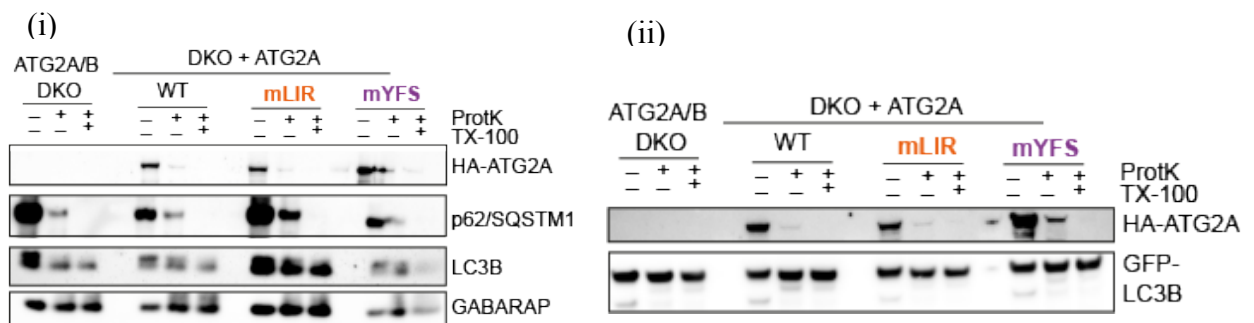 (i)
DKO + ATG2A
ATG2A/B
DKO WT mLIR mYFS
– + + – + + – + + – + + ProtK
– – + – – + – – + – – + TX-100
HA-ATG2A
p62/SQSTM1
LC3B
GABARAP
(ii)
DKO + ATG2A
ATG2A/B
DKO WT mLIR mYFS
– + + – + + – + + – + + ProtK
– – + – – + – – + – – + TX-100
HA-ATG2A
GFP-
LC3B